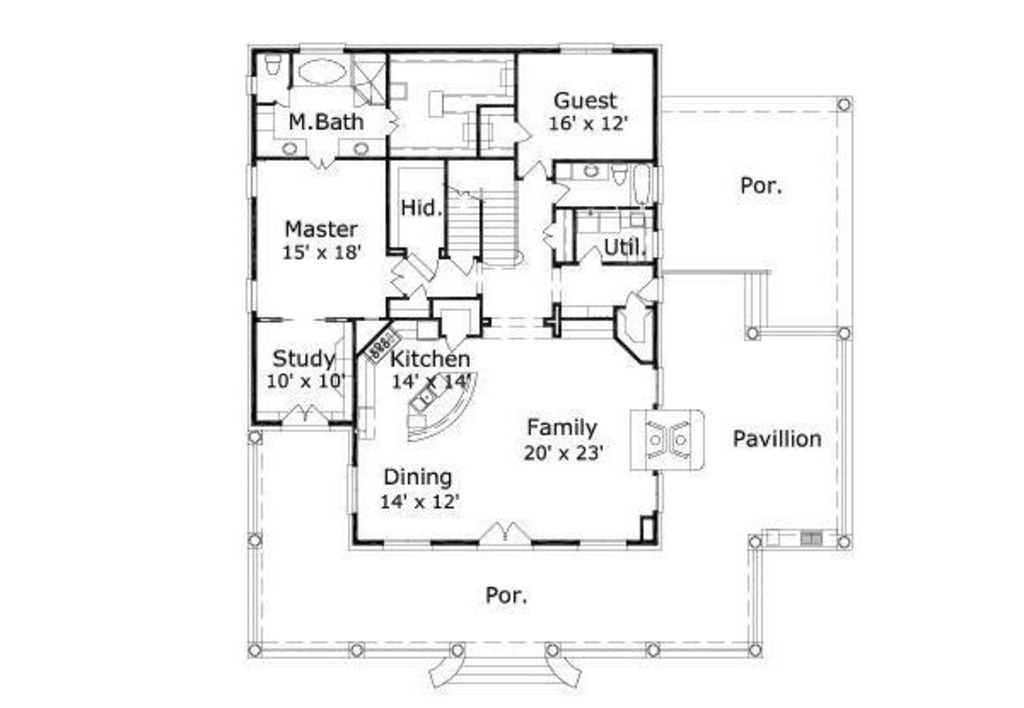 Guest
16' x 12'
M.Bath
Por.
Hid.
Master
15' x 18'
Util.
Study
10' x 10'
Kitchen
14' x 14'
Family
20' x 23'
Pavillion
Dining
14' x 12'
Por.